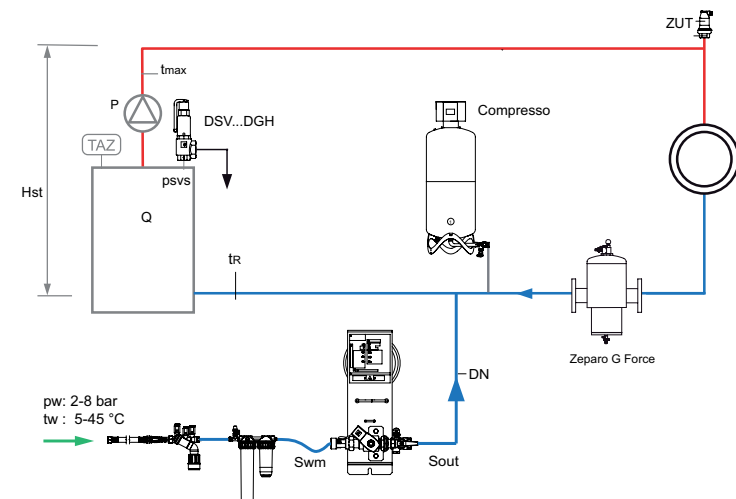 ZUT
tmax
P
DSV...DGH
Compresso
TAZ
psvs
Hst
Q
tR
Zeparo G Force
DN
pw: 2-8 bar
tw : 5-45 °C
Swm
Sout